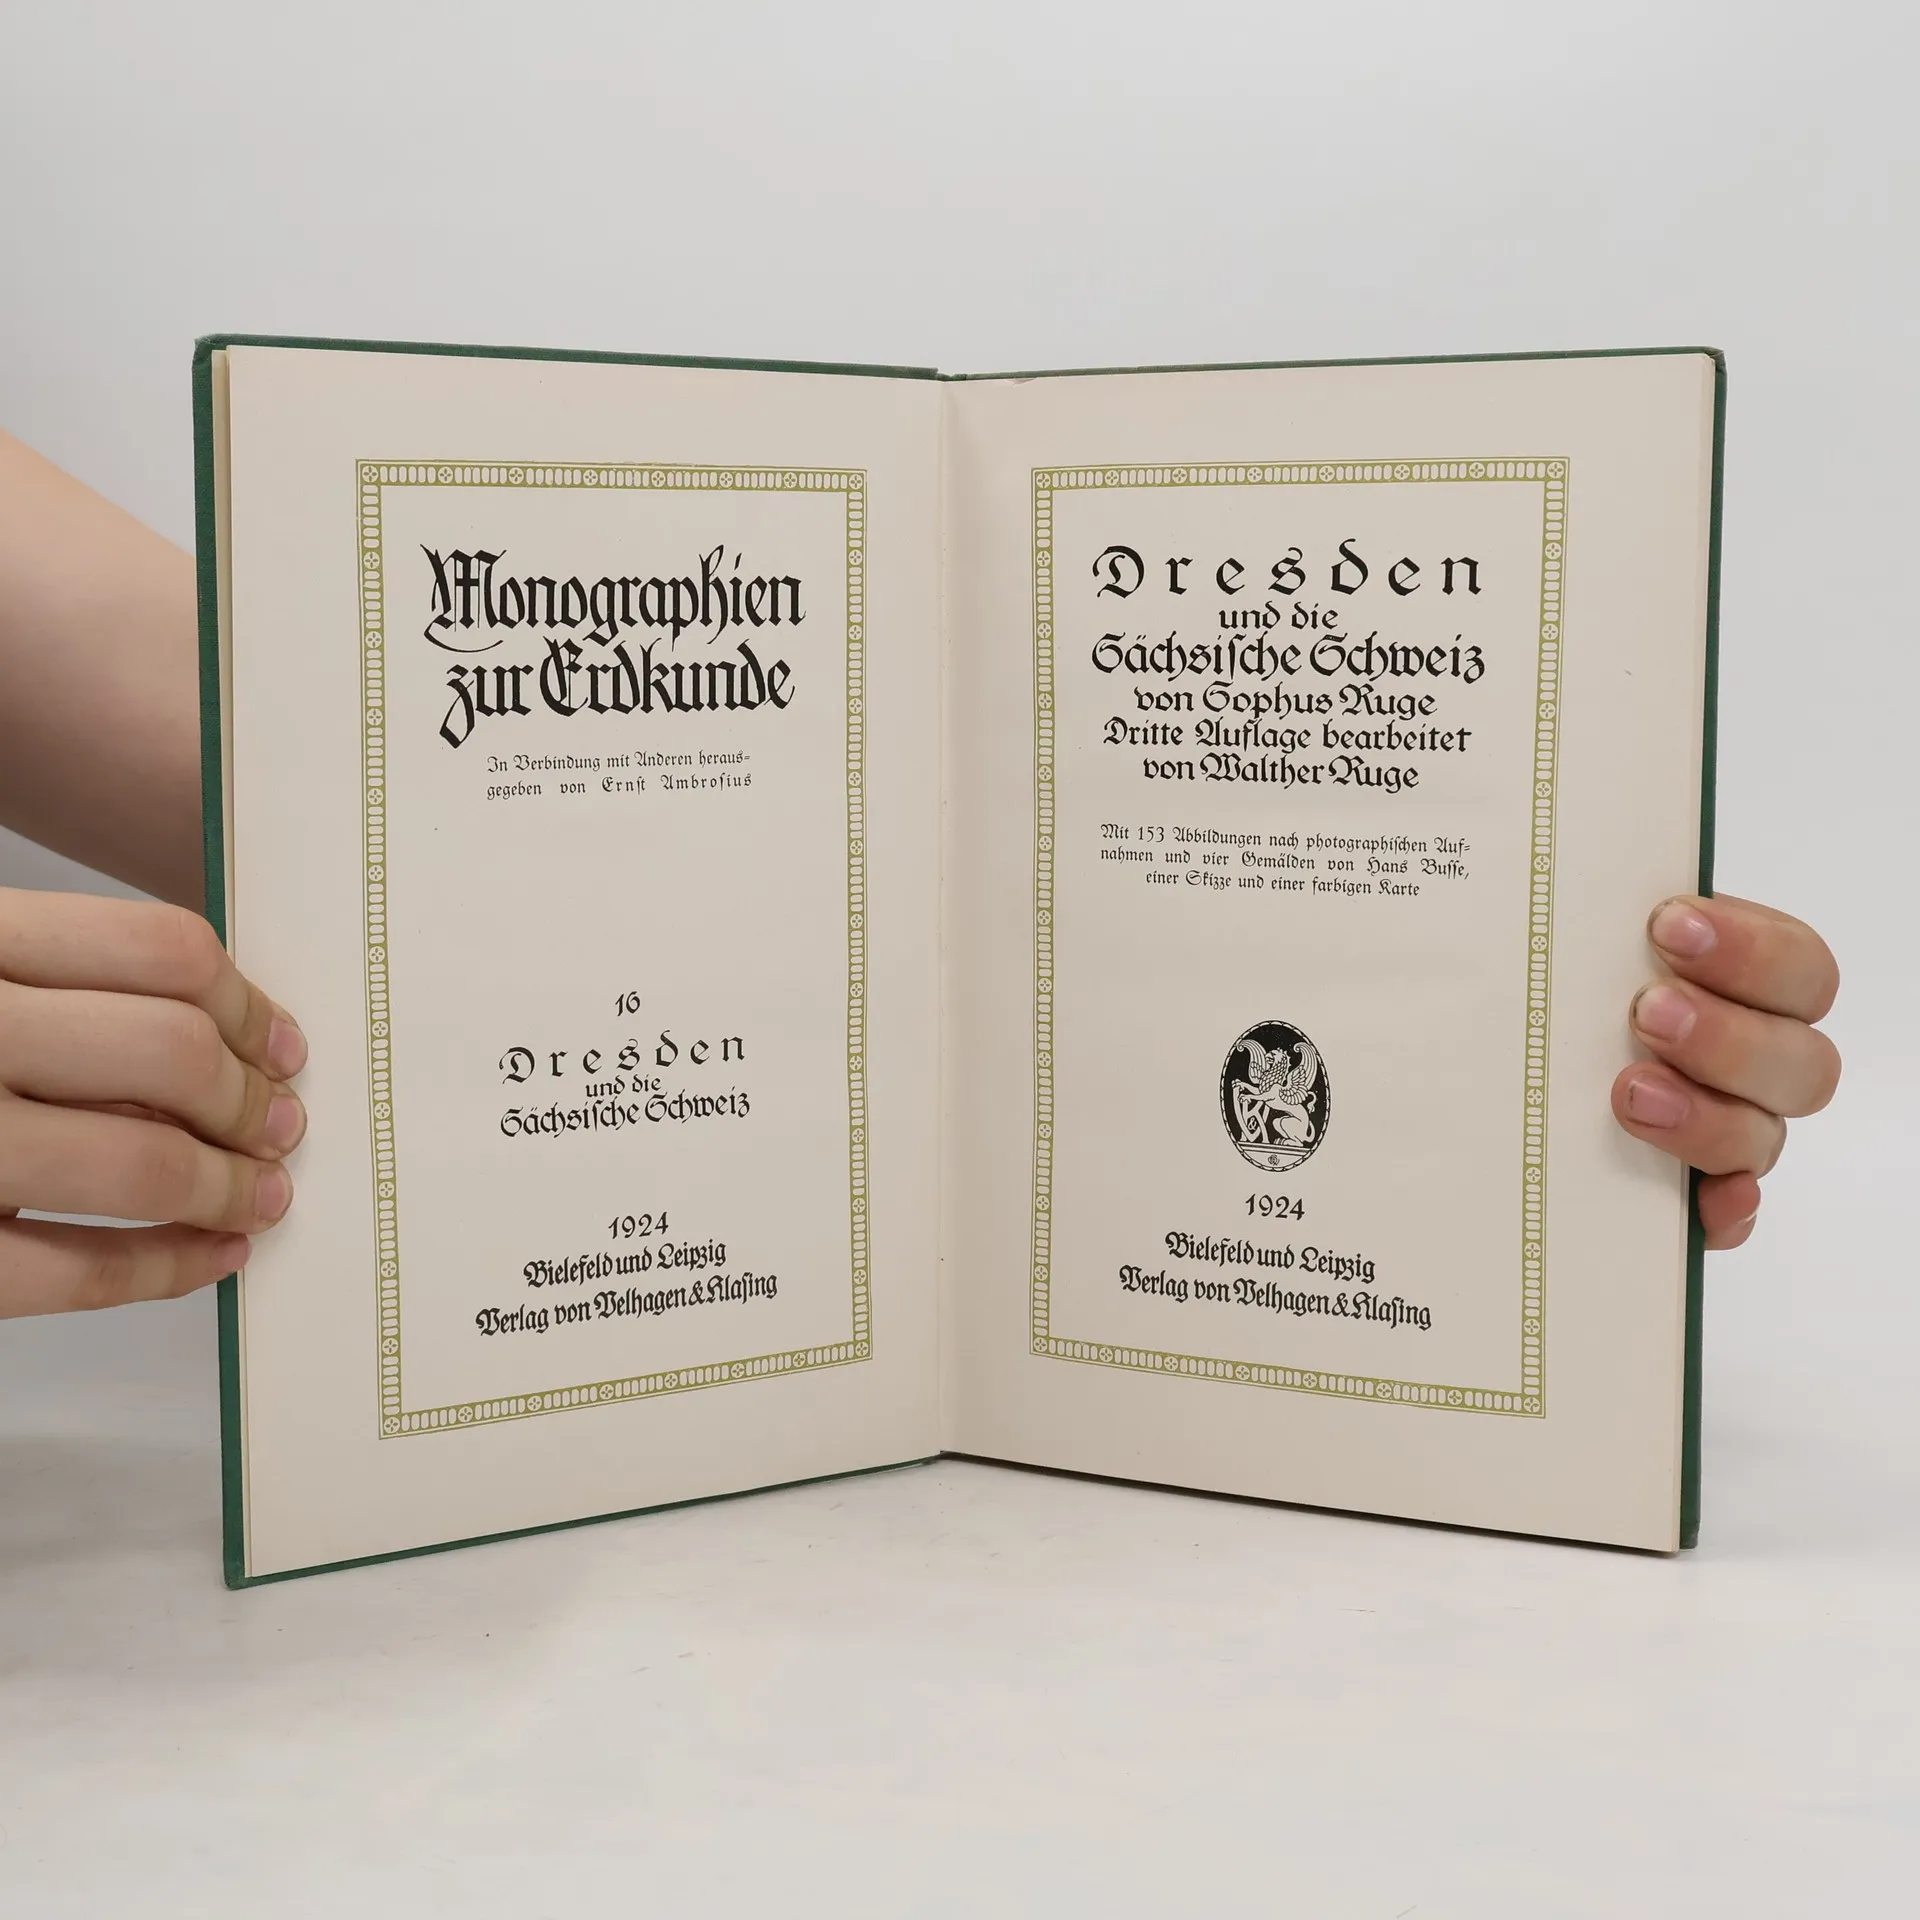 Monographien
zur Erdkunde
In Verbindung mit Anderen heraus-
gegeben von Ernſt Ambroſius
16
Dresden
und die
Sächsiſche Schweiz
1924
Bielefeld und Leipzig
Verlag von Velhagen & Klaſing
Dresden
und die
Sächsiſche Schweiz
von Sophus Ruge
Dritte Auflage bearbeitet
von Walther Ruge
Mit 153 Abbildungen nach photographiſchen Auf-
nahmen und vier Gemälden von Hans Buſſe,
einer Skizze und einer farbigen Karte
V & K
1924
Bielefeld und Leipzig
Verlag von Velhagen & Klaſing